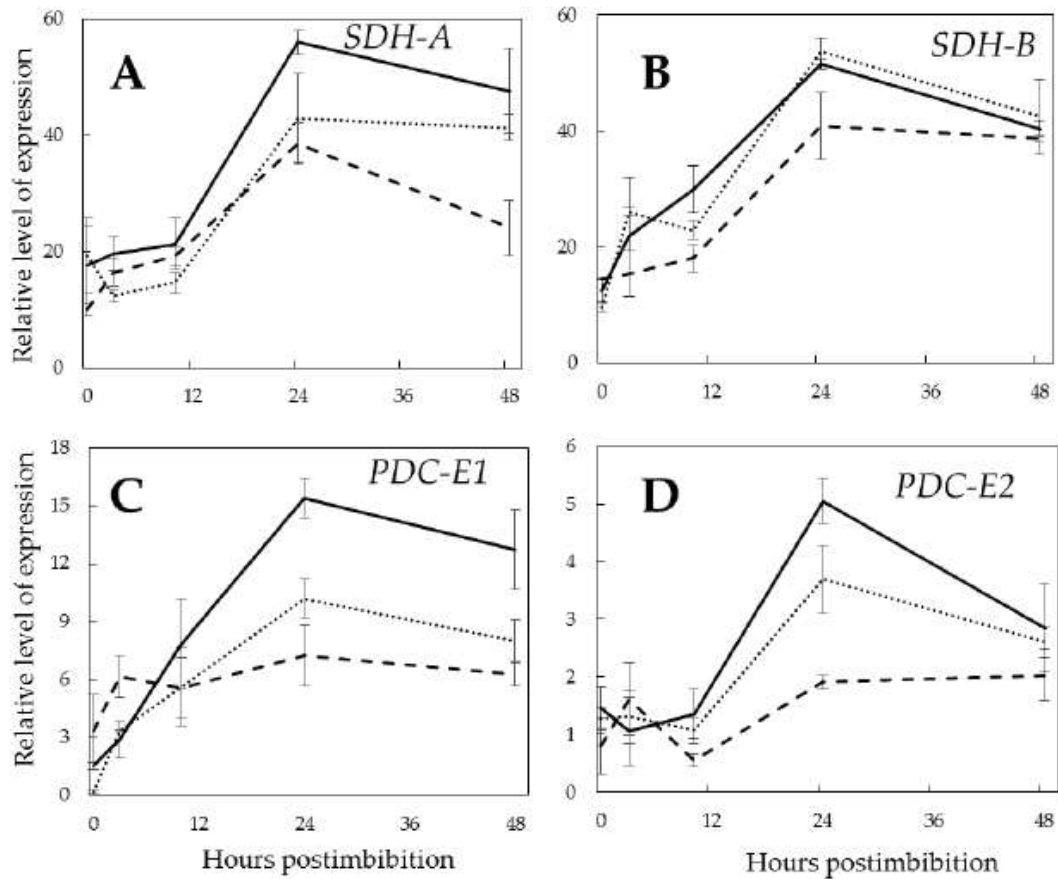 A
SDH-A
60
40
20
0
Relative level of expression
0 12 24 36 48
B
SDH-B
60
40
20
0
0 12 24 36 48
C
PDC-E1
18
15
12
9
6
3
0
Relative level of expression
0 12 24 36 48
Hours postimbibition
D
PDC-E2
6
5
4
3
2
1
0
0 12 24 36 48
Hours postimbibition